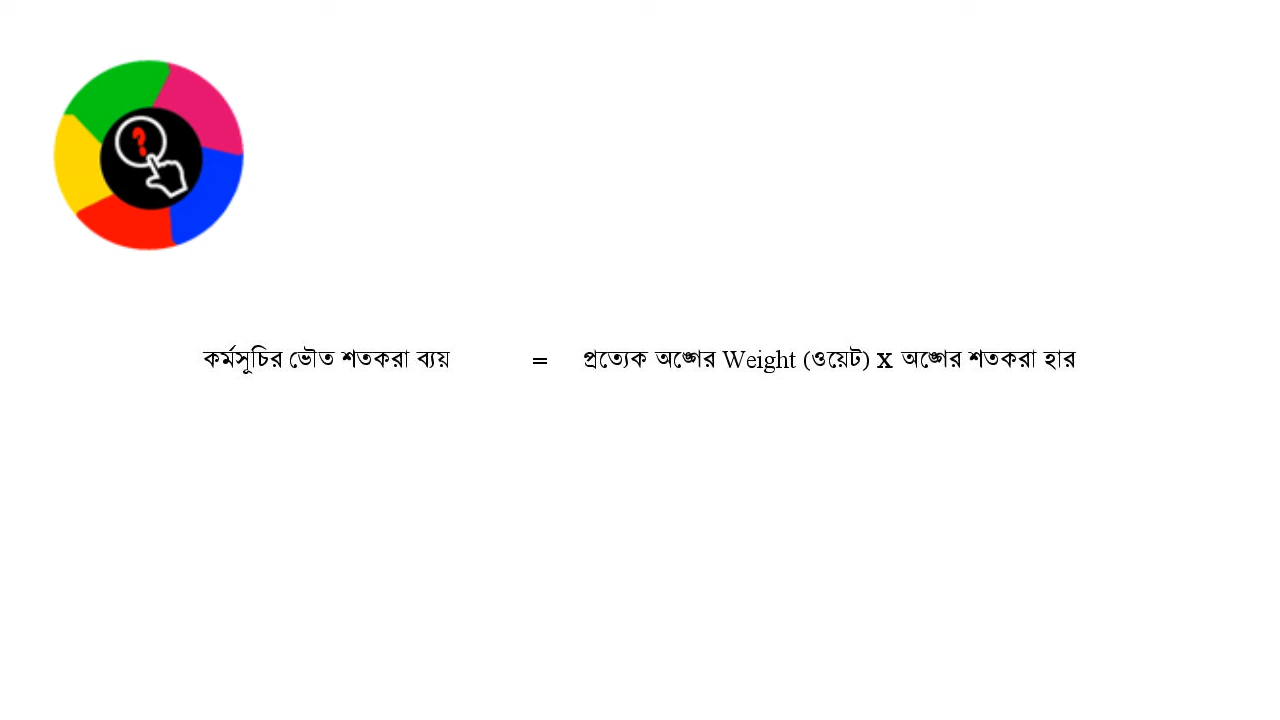 কর্মসূচির ভৌত শতকরা ব্যয় = প্রত্যেক অঙ্গের Weight (ওয়েট) X অঙ্গের শতকরা হার